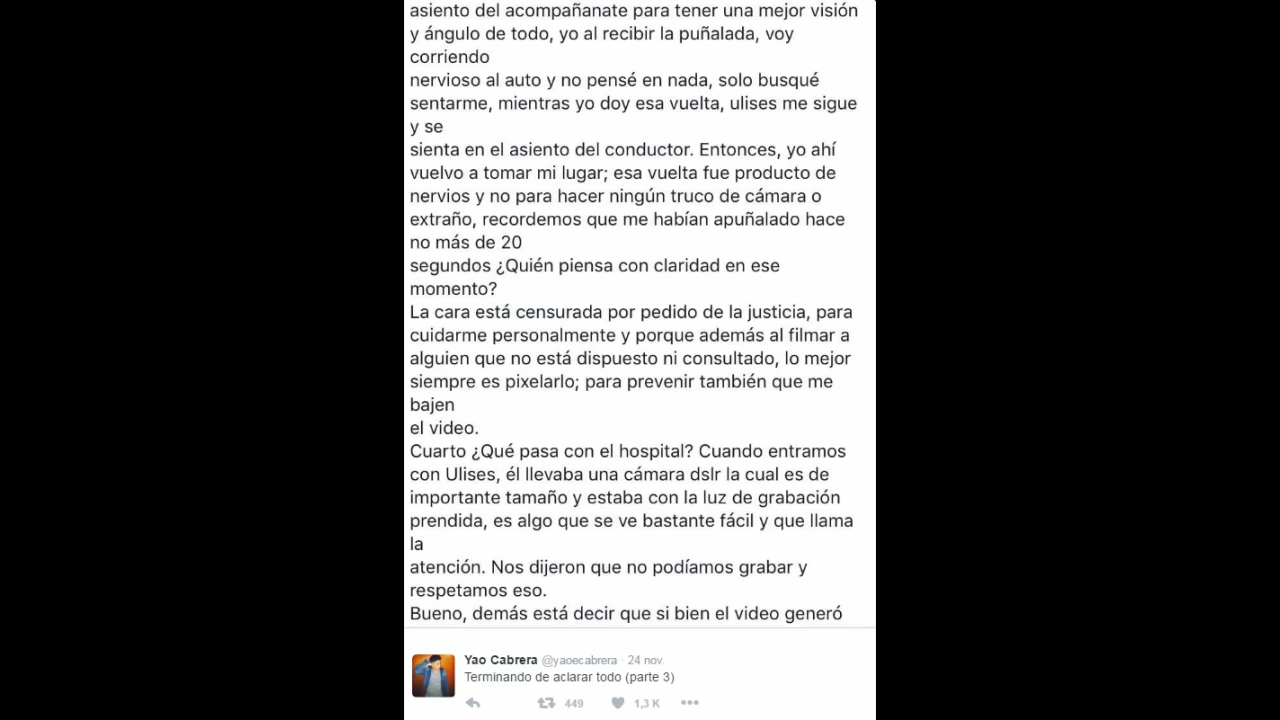 asiento del acompañanate para tener una mejor visión
y ángulo de todo, yo al recibir la puñalada, voy
corriendo
nervioso al auto y no pensé en nada, solo busqué
sentarme, mientras yo doy esa vuelta, ulises me sigue
y se
sienta en el asiento del conductor. Entonces, yo ahí
vuelvo a tomar mi lugar; esa vuelta fue producto de
nervios y no para hacer ningún truco de cámara o
extraño, recordemos que me habían apuñalado hace
no más de 20
segundos ¿Quién piensa con claridad en ese
momento?
La cara está censurada por pedido de la justicia, para
cuidarme personalmente y porque además al filmar a
alguien que no está dispuesto ni consultado, lo mejor
siempre es pixelarlo; para prevenir también que me
bajen
el video.
Cuarto ¿Qué pasa con el hospital? Cuando entramos
con Ulises, él llevaba una cámara dslr la cual es de
importante tamaño y estaba con la luz de grabación
prendida, es algo que se ve bastante fácil y que llama
la
atención. Nos dijeron que no podíamos grabar y
respetamos eso.
Bueno, demás está decir que si bien el video generó
Yao Cabrera @yaoecabrera · 24 nov.
Terminando de aclarar todo (parte 3)
449 1,3 K